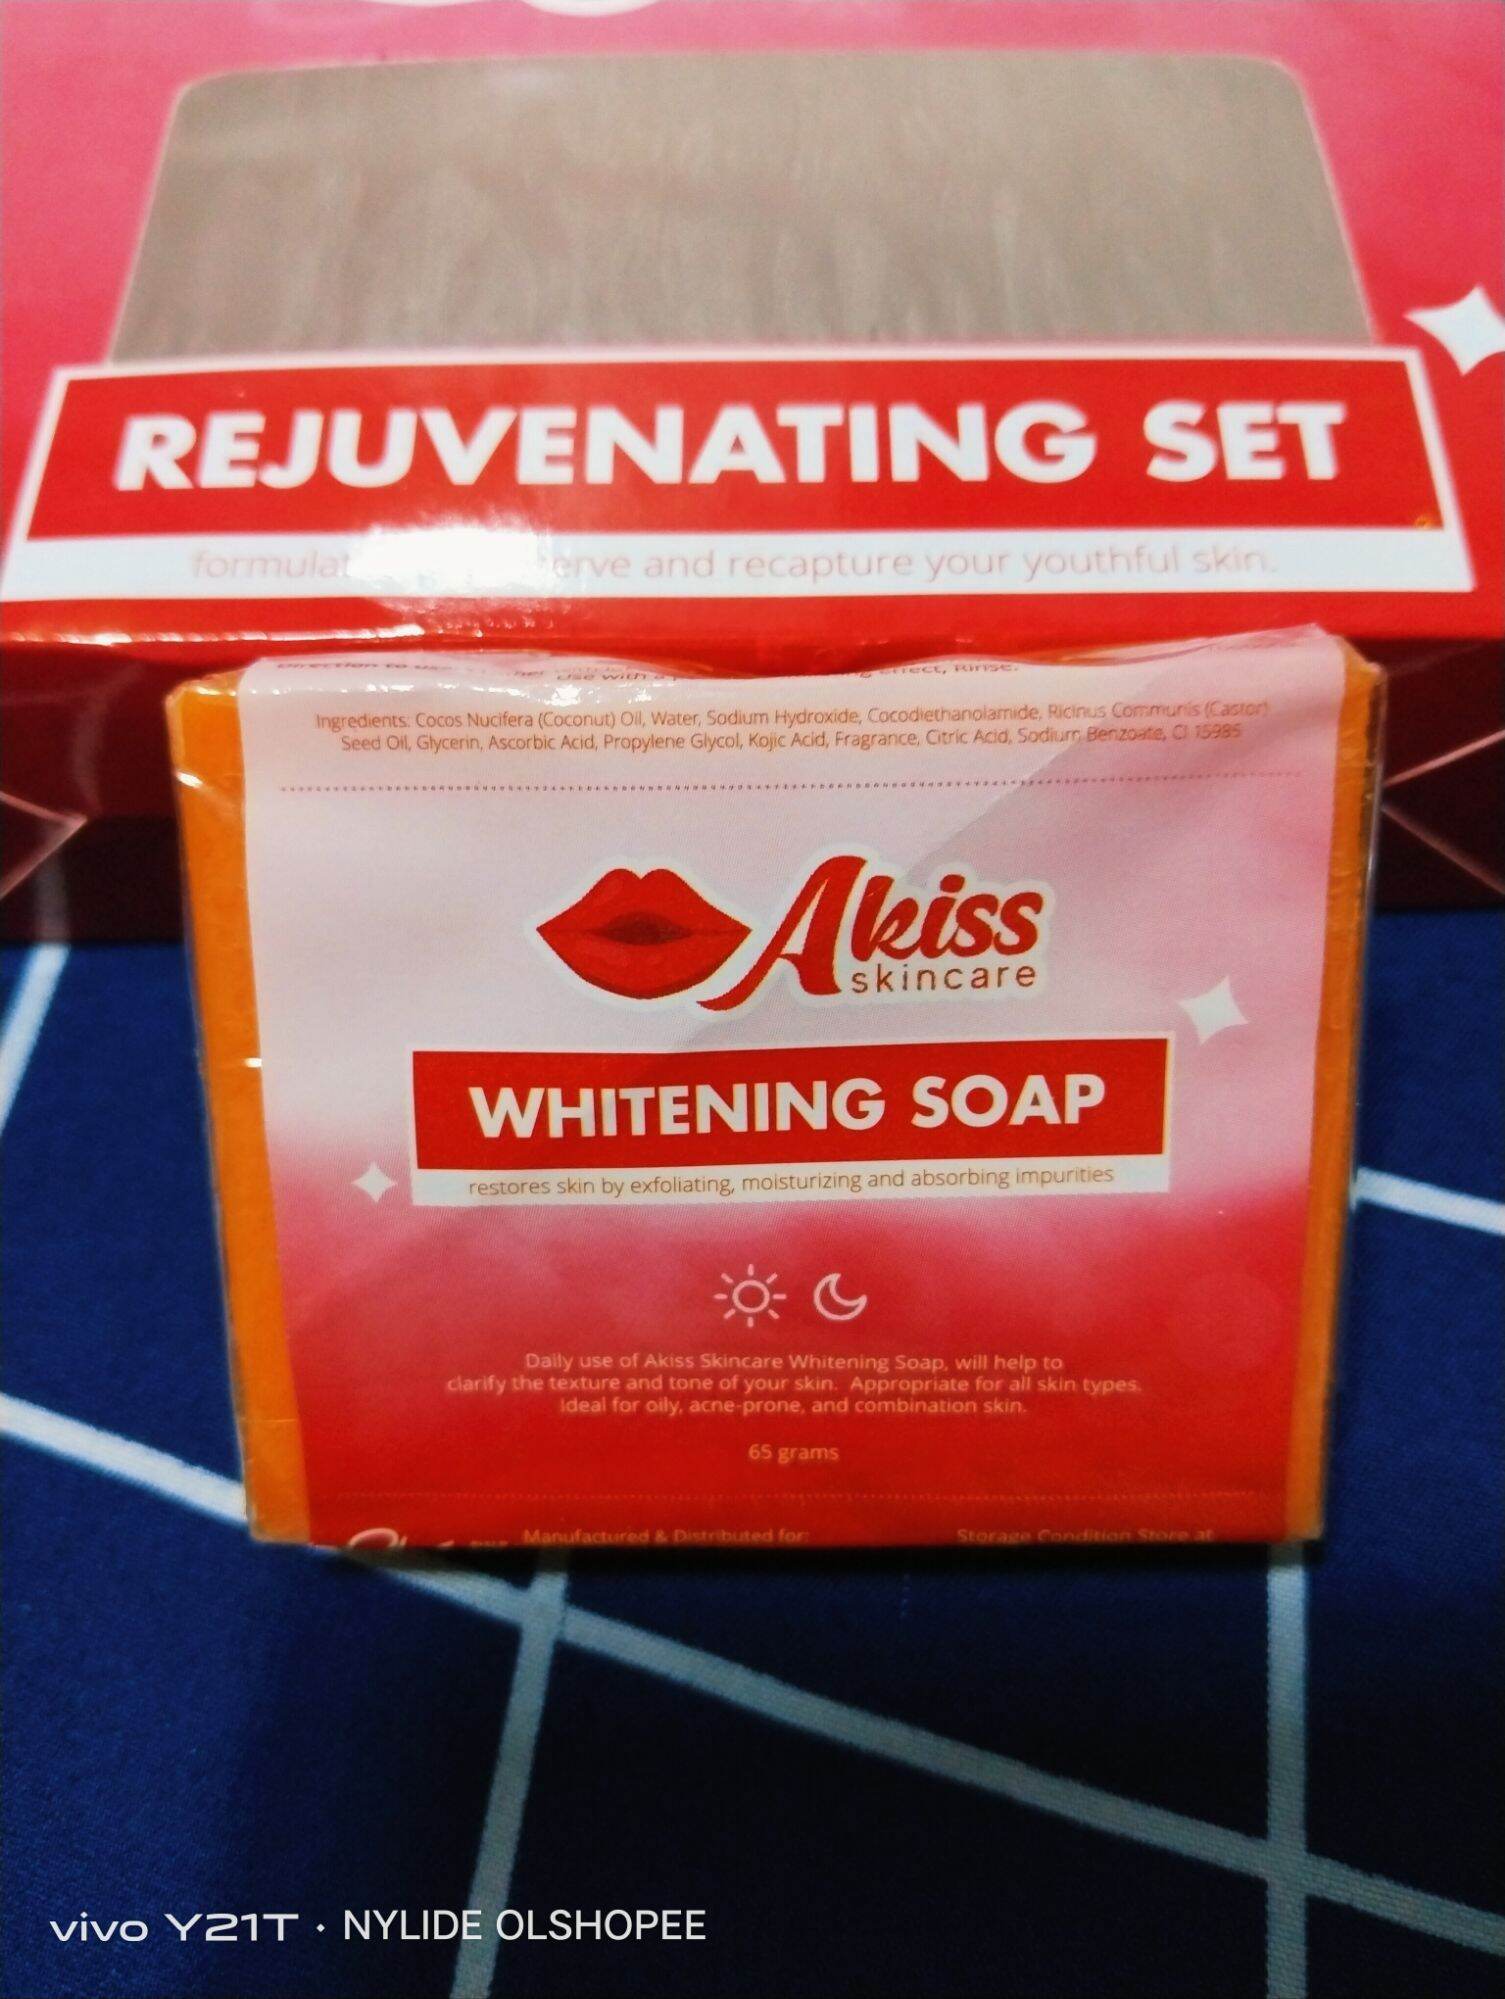 REJUVENATING SET
and recapture your youthful skin.
use with Rinse.
Ingredients: Cocos Nucifera (Coconut) Oil, Water, Sodium Hydroxide, Cocodiethanolamide, Ricinus Communis (Castor)
Seed Oil, Glycerin, Ascorbic Acid, Propylene Glycol, Kojic Acid, Fragrance, Citric Acid, Sodium Benzoate, CI 15985
Akiss
skincare
WHITENING SOAP
restores skin by exfoliating, moisturizing and absorbing impurities
Daily use of Akiss Skincare Whitening Soap, will help to
clarify the texture and tone of your skin. Appropriate for all skin types.
Ideal for oily, acne-prone, and combination skin.
65 grams
Manufactured & Distributed for: Storage Condition Store at
vivo Y21T · NYLIDE OLSHOPEE